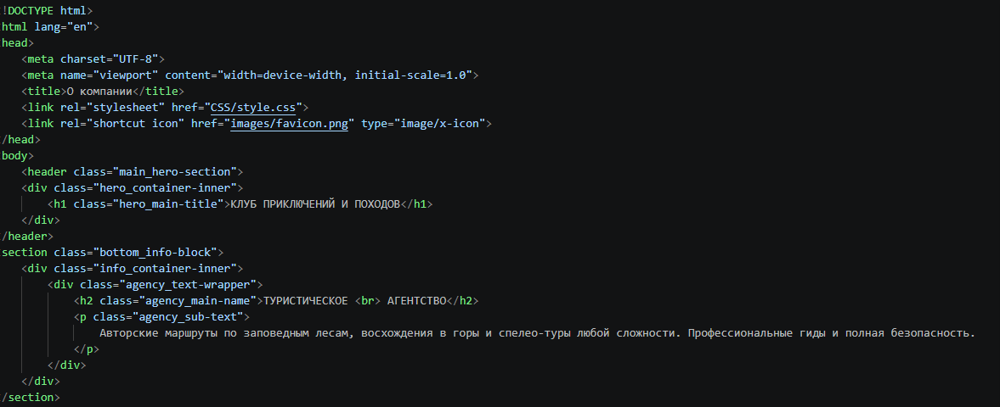 !DOCTYPE html>
html lang="en">
head>
<meta charset="UTF-8">
<meta name="viewport" content="width=device-width, initial-scale=1.0">
<title>О компании</title>
<link rel="stylesheet" href="CSS/style.css">
<link rel="shortcut icon" href="images/favicon.png" type="image/x-icon">
/head>
body>
<header class="main_hero-section">
<div class="hero_container-inner">
<h1 class="hero_main-title">КЛУБ ПРИКЛЮЧЕНИЙ И ПОХОДОВ</h1>
</div>
/header>
section class="bottom_info-block">
<div class="info_container-inner">
<div class="agency_text-wrapper">
<h2 class="agency_main-name">ТУРИСТИЧЕСКОЕ <br> АГЕНТСТВО</h2>
<p class="agency_sub-text">
Авторские маршруты по заповедным лесам, восхождения в горы и спелео-туры любой сложности. Профессиональные гиды и полная безопасность.
</p>
</div>
</div>
/section>